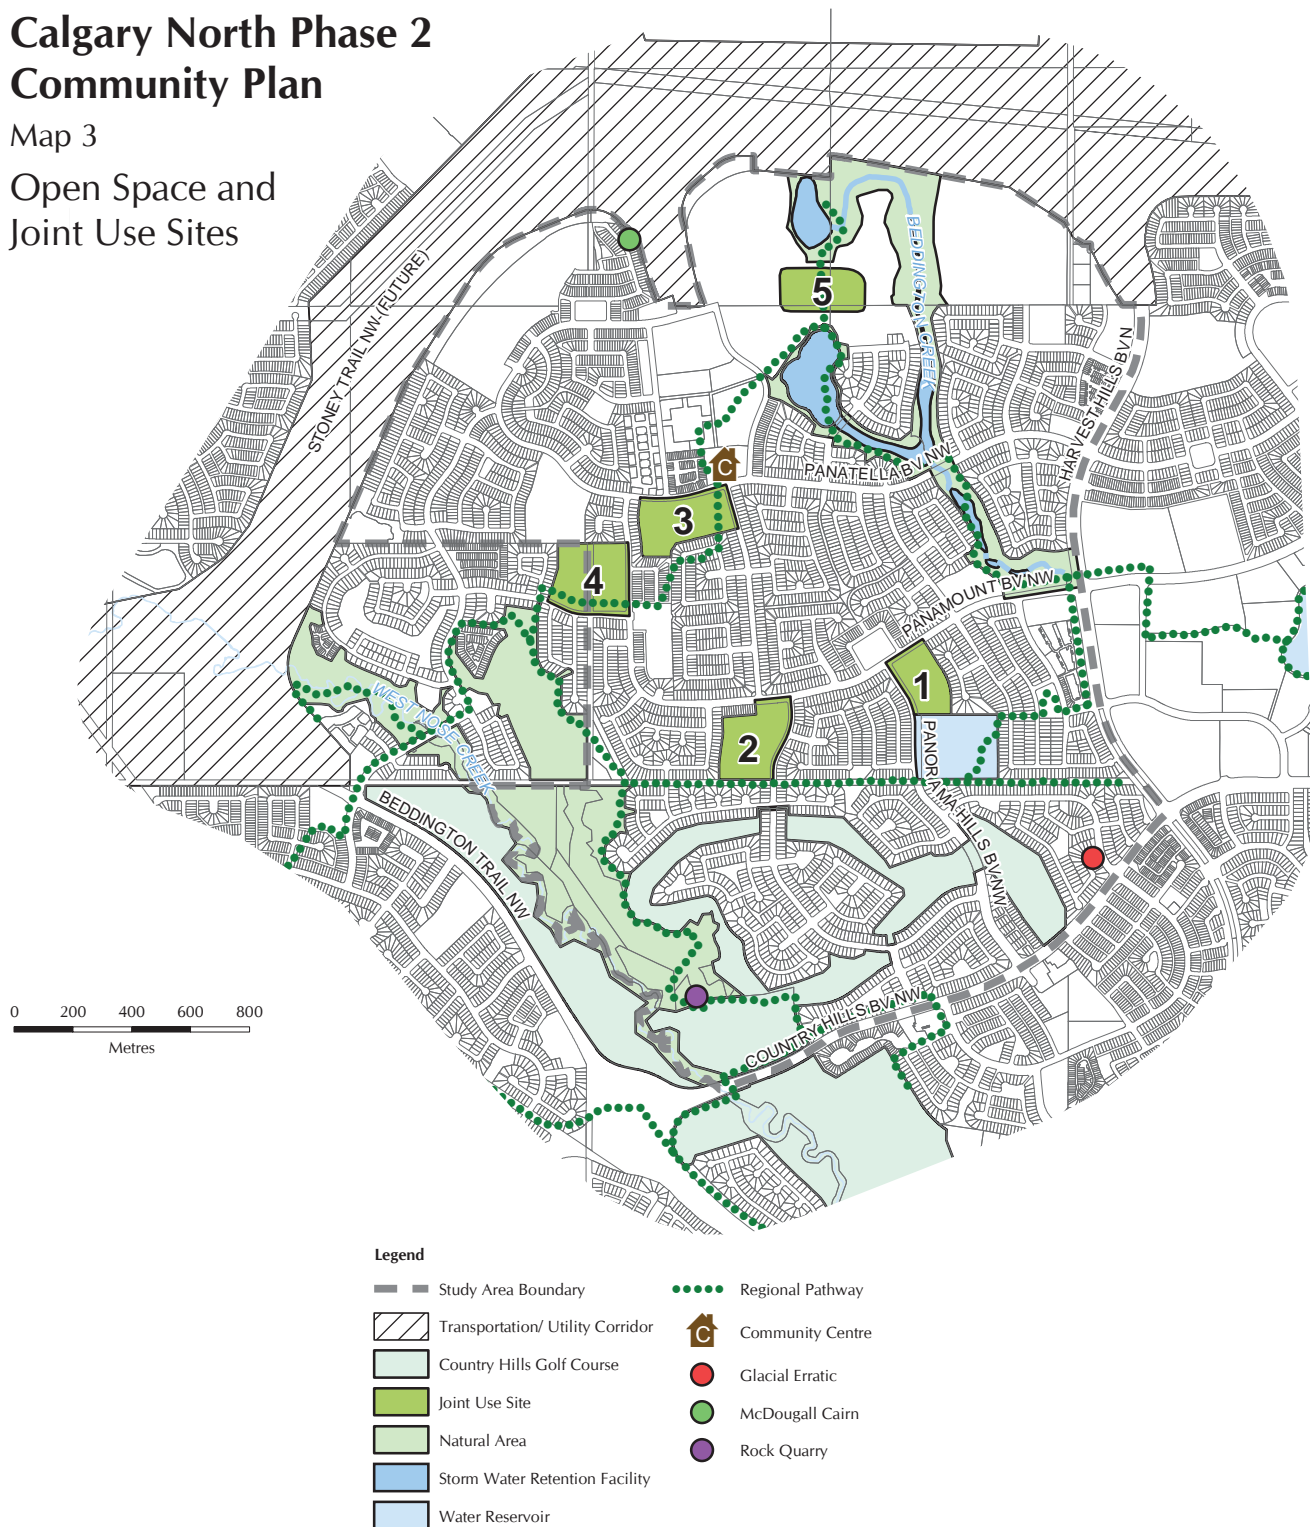 Calgary North Phase 2
Community Plan
Map 3
Open Space and
Joint Use Sites
STONEY TRAIL NW (FUTURE)
BEDDINGTON CREEK
5
HARVEST HILLS BV N
C
PANATELLA BV NW
3
4
PANAMOUNT BV NW
1
WEST NOSE CREEK
2
PANORAMA HILLS BV NW
BEDDINGTON TRAIL NW
COUNTRY HILLS BV NW
0 200 400 600 800
Metres
Legend
Study Area Boundary
Transportation/ Utility Corridor
Country Hills Golf Course
Joint Use Site
Natural Area
Storm Water Retention Facility
Water Reservoir
Regional Pathway
C Community Centre
Glacial Erratic
McDougall Cairn
Rock Quarry